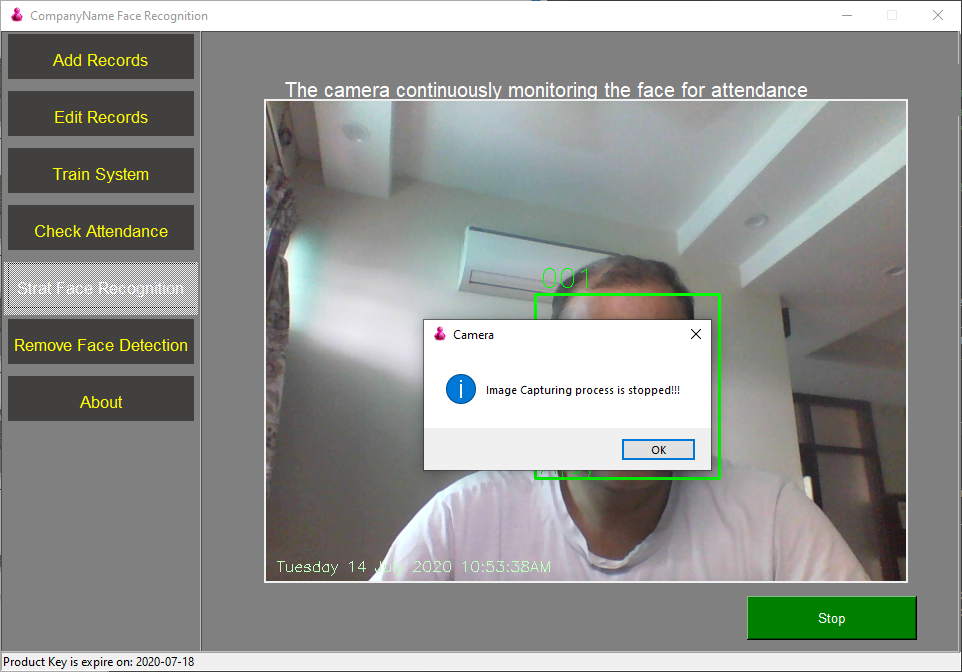 CompanyName Face Recognition
Add Records
Edit Records
Train System
Check Attendance
Strat Face Recognition
Remove Face Detection
About
The camera continuously monitoring the face for attendance
001
Camera
Image Capturing process is stopped!!!
OK
Tuesday 14 July 2020 10:53:38AM
Stop
Product Key is expire on: 2020-07-18